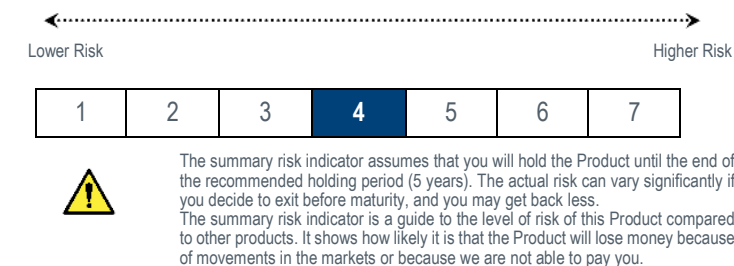 Lower Risk
Higher Risk
1 2 3 4 5 6 7
The summary risk indicator assumes that you will hold the Product until the end of
the recommended holding period (5 years). The actual risk can vary significantly if
you decide to exit before maturity, and you may get back less.
The summary risk indicator is a guide to the level of risk of this Product compared
to other products. It shows how likely it is that the Product will lose money because
of movements in the markets or because we are not able to pay you.